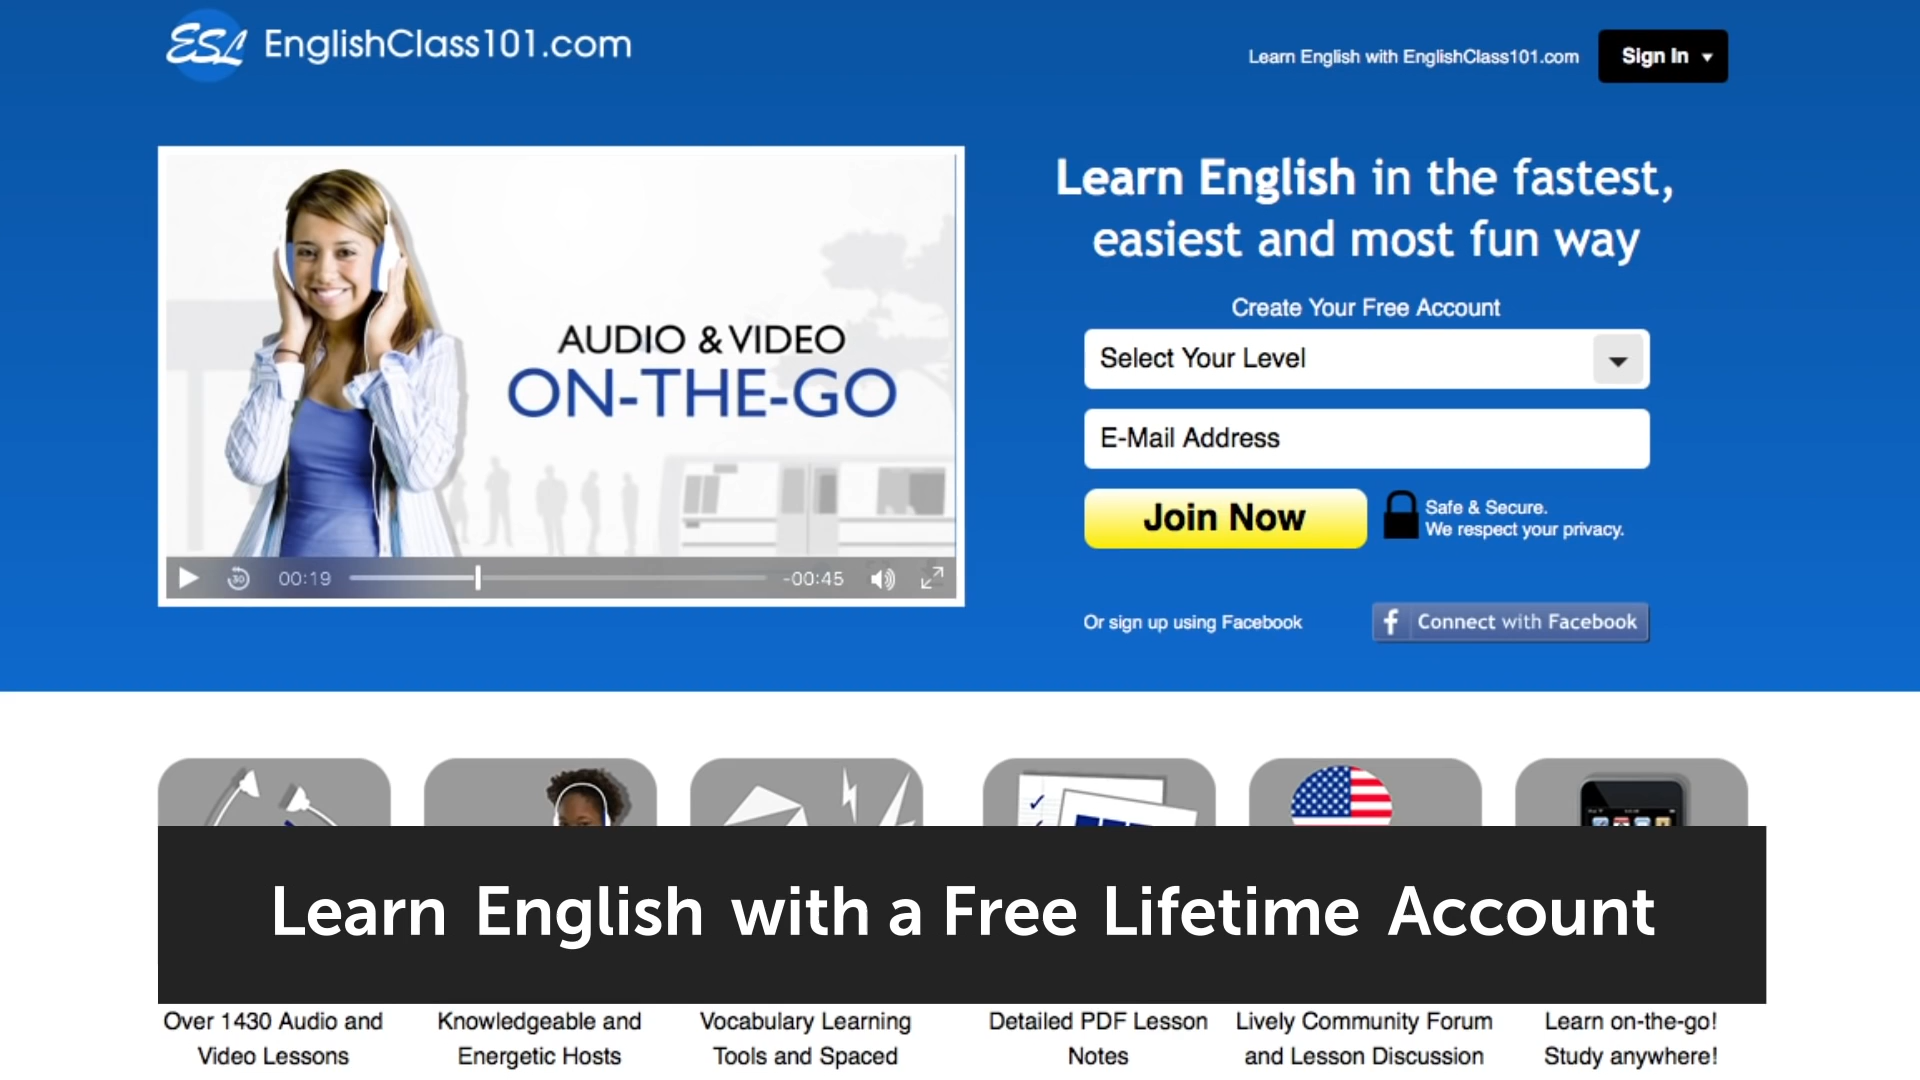 ESL EnglishClass101.com
Learn English with EnglishClass101.com
Sign In
AUDIO & VIDEO
ON-THE-GO
00:19
-00:45
30
Learn English in the fastest,
easiest and most fun way
Create Your Free Account
Select Your Level
E-Mail Address
Join Now
Safe & Secure.
We respect your privacy.
Or sign up using Facebook
f Connect with Facebook
Learn English with a Free Lifetime Account
Over 1430 Audio and
Video Lessons
Knowledgeable and
Energetic Hosts
Vocabulary Learning
Tools and Spaced
Detailed PDF Lesson
Notes
Lively Community Forum
and Lesson Discussion
Learn on-the-go!
Study anywhere!